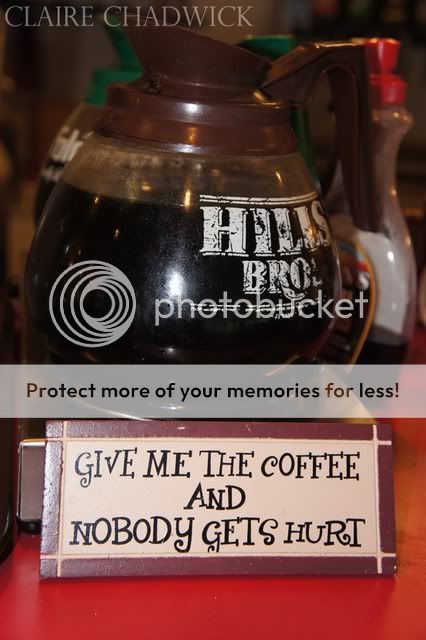 CLAIRE CHADWICK
HILLS
BROS
photobucket
Protect more of your memories for less!
GIVE ME THE COFFEE
AND
NOBODY GETS HURT